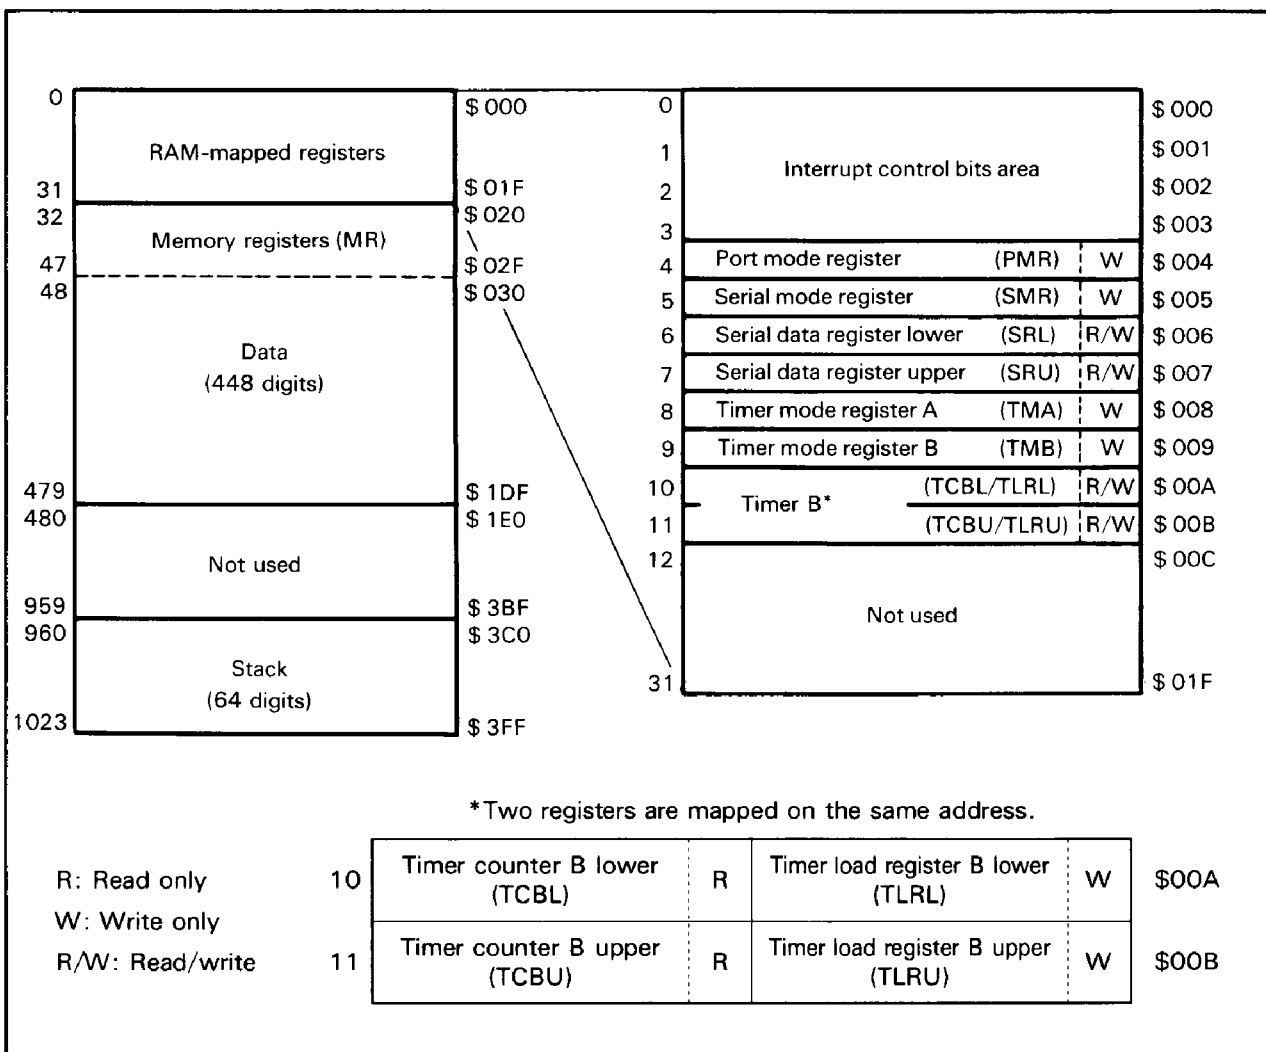 0 $000
RAM-mapped registers
31 $01F
32 $020
Memory registers (MR)
47 $02F
48 $030
Data
(448 digits)
479 $1DF
480 $1E0
Not used
959 $3BF
960 $3C0
Stack
(64 digits)
1023 $3FF
0 $000
1 $001
Interrupt control bits area
2 $002
3 $003
4 Port mode register (PMR) W $004
5 Serial mode register (SMR) W $005
6 Serial data register lower (SRL) R/W $006
7 Serial data register upper (SRU) R/W $007
8 Timer mode register A (TMA) W $008
9 Timer mode register B (TMB) W $009
10 (TCBL/TLRL) R/W $00A
Timer B*
11 (TCBU/TLRU) R/W $00B
12 $00C
Not used
31 $01F
*Two registers are mapped on the same address.
R: Read only
W: Write only
R/W: Read/write
10 Timer counter B lower (TCBL) R Timer load register B lower (TLRL) W $00A
11 Timer counter B upper (TCBU) R Timer load register B upper (TLRU) W $00B